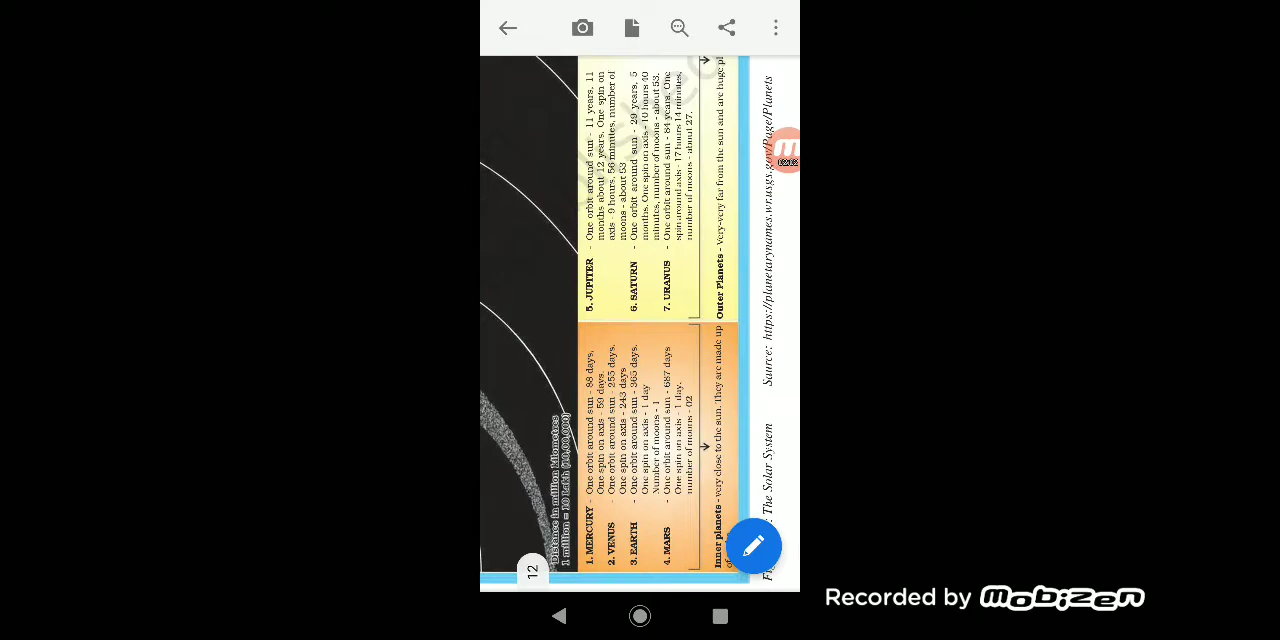 Distance in million kilometres
1 million = 10 Lakh (10,00,000)
1. MERCURY - One orbit around sun - 88 days,
One spin on axis - 59 days.
2. VENUS - One orbit around sun - 255 days.
One spin on axis - 243 days
3. EARTH - One orbit around sun - 365 days.
One spin on axis - 1 day
Number of moons - 1
4. MARS - One orbit around sun - 687 days
One spin on axis - 1 day.
number of moons - 02
Inner planets - very close to the sun. They are made up
5. JUPITER - One orbit around sun - 11 years, 11
months about 12 years. One spin on
axis - 9 hours, 56 minutes, number of
moons - about 53
6. SATURN - One orbit around sun - 29 years, 5
months. One spin on axis - 10 hours 40
minutes, number of moons - about 53.
7. URANUS - One orbit around sun - 84 years. One
spin around axis - 17 hours 14 minutes,
number of moons - about 27.
Outer Planets - Very-very far from the sun and are huge pl
: The Solar System
Saurce: https://planetarynames.wr.usgs.gov/Page/Planets
12
Recorded by mobizen